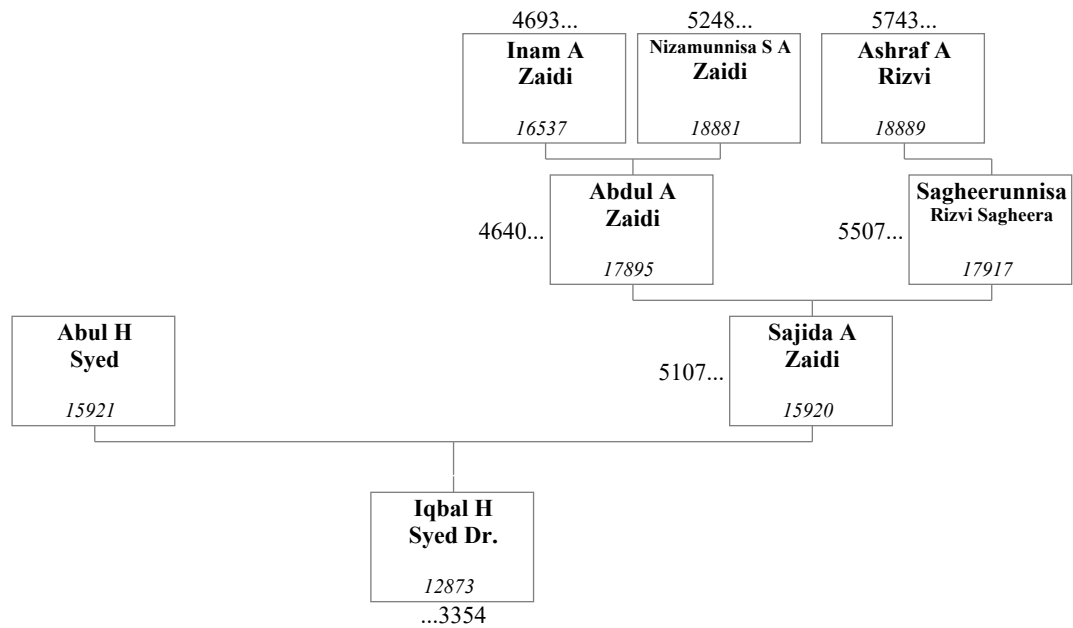 4693...
5248...
5743...
Inam A
Zaidi
16537
Nizamunnisa S A
Zaidi
18881
Ashraf A
Rizvi
18889
4640...
Abdul A
Zaidi
17895
5507...
Sagheerunnisa
Rizvi Sagheera
17917
Abul H
Syed
15921
5107...
Sajida A
Zaidi
15920
Iqbal H
Syed Dr.
12873
...3354